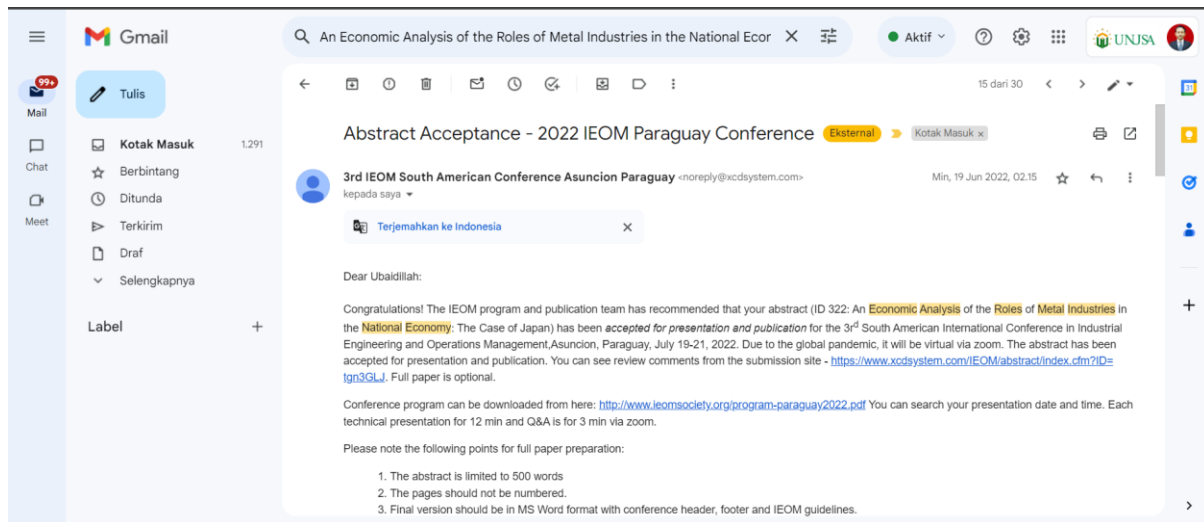 Gmail
An Economic Analysis of the Roles of Metal Industries in the National Ecor
Aktif
UNJSA
99+
Mail
Chat
Meet
Tulis
Kotak Masuk 1.291
Berbintang
Ditunda
Terkirim
Draf
Selengkapnya
Label
15 dari 30
Abstract Acceptance - 2022 IEOM Paraguay Conference Eksternal Kotak Masuk x
3rd IEOM South American Conference Asuncion Paraguay <noreply@xcdsystem.com> Min, 19 Jun 2022, 02.15
kepada saya
Terjemahkan ke Indonesia
Dear Ubaidillah:
Congratulations! The IEOM program and publication team has recommended that your abstract (ID 322: An Economic Analysis of the Roles of Metal Industries in
the National Economy: The Case of Japan) has been accepted for presentation and publication for the 3rd South American International Conference in Industrial
Engineering and Operations Management,Asuncion, Paraguay, July 19-21, 2022. Due to the global pandemic, it will be virtual via zoom. The abstract has been
accepted for presentation and publication. You can see review comments from the submission site - https://www.xcdsystem.com/IEOM/abstract/index.cfm?ID=
tgn3GLJ. Full paper is optional.
Conference program can be downloaded from here: http://www.ieomsociety.org/program-paraguay2022.pdf You can search your presentation date and time. Each
technical presentation for 12 min and Q&A is for 3 min via zoom.
Please note the following points for full paper preparation:
1. The abstract is limited to 500 words
2. The pages should not be numbered.
3. Final version should be in MS Word format with conference header, footer and IEOM guidelines.
31